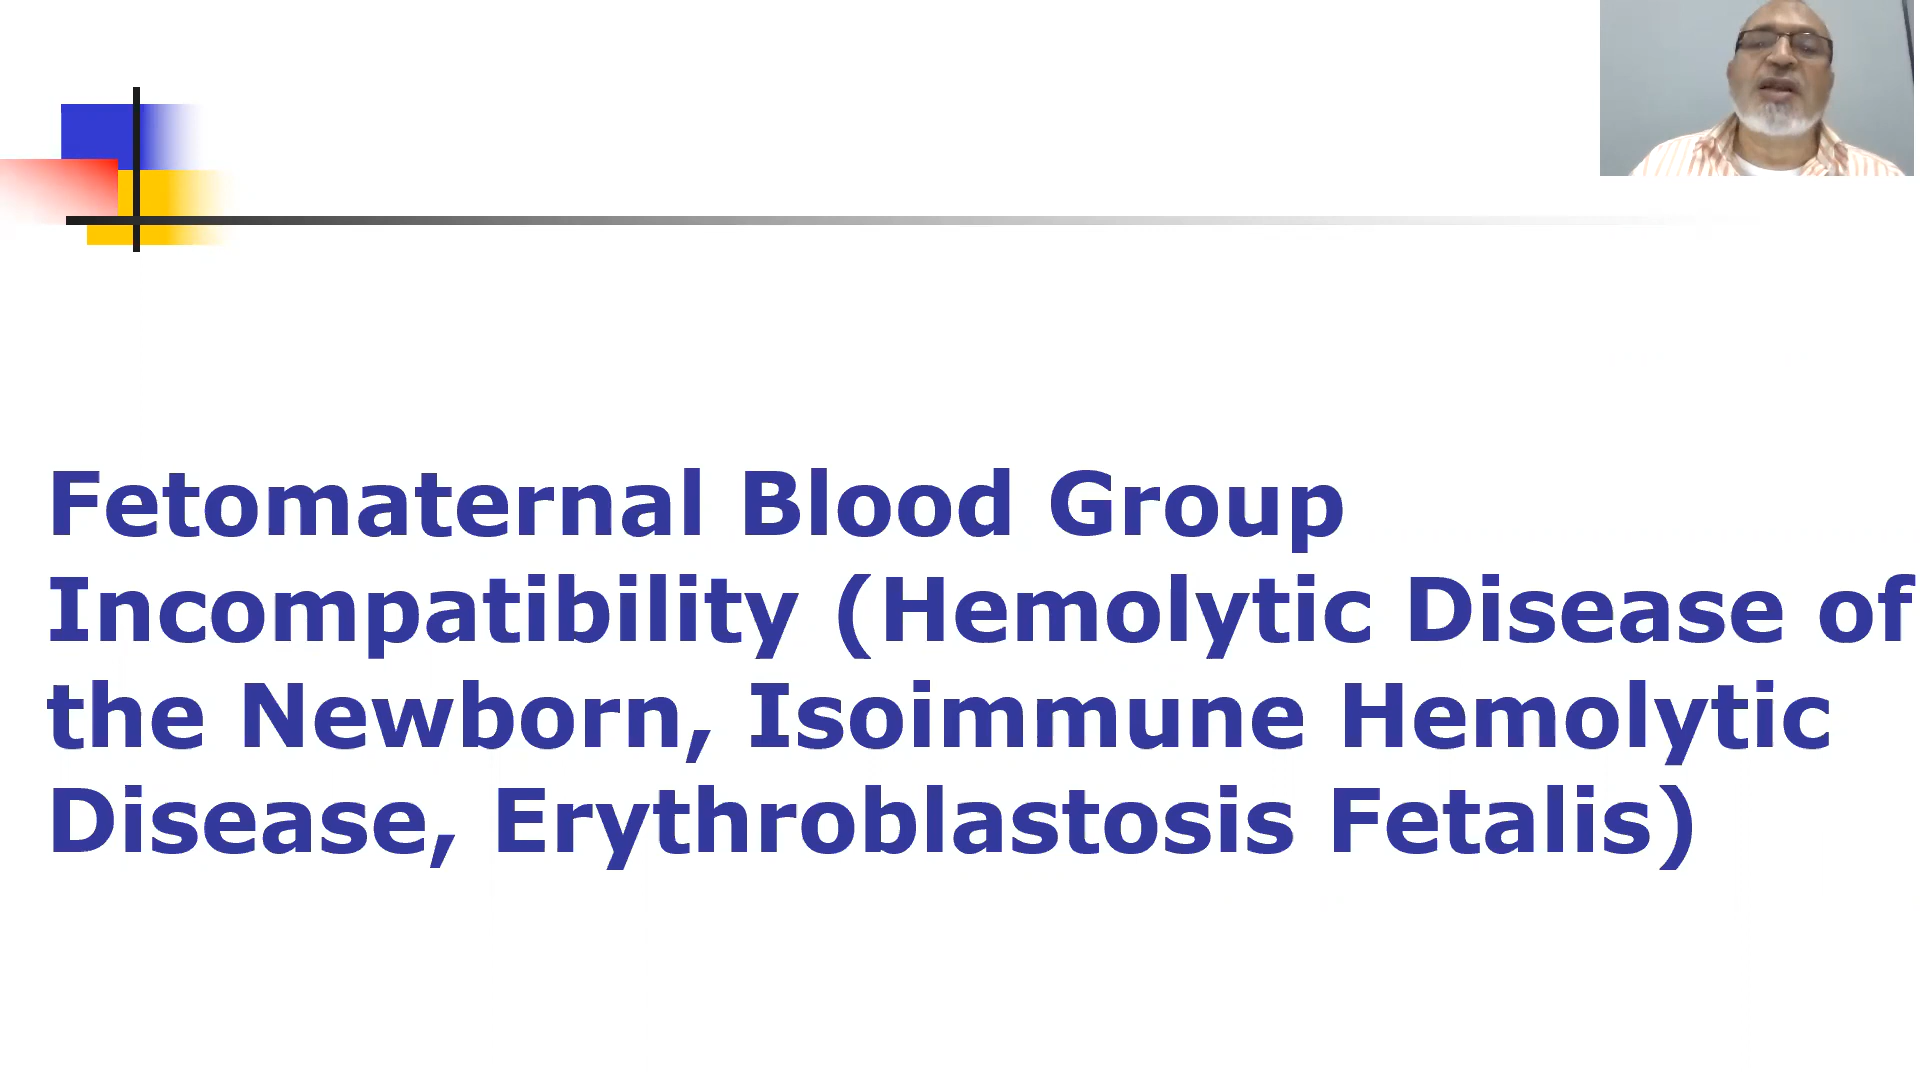 Fetomaternal Blood Group
Incompatibility (Hemolytic Disease of
the Newborn, Isoimmune Hemolytic
Disease, Erythroblastosis Fetalis)